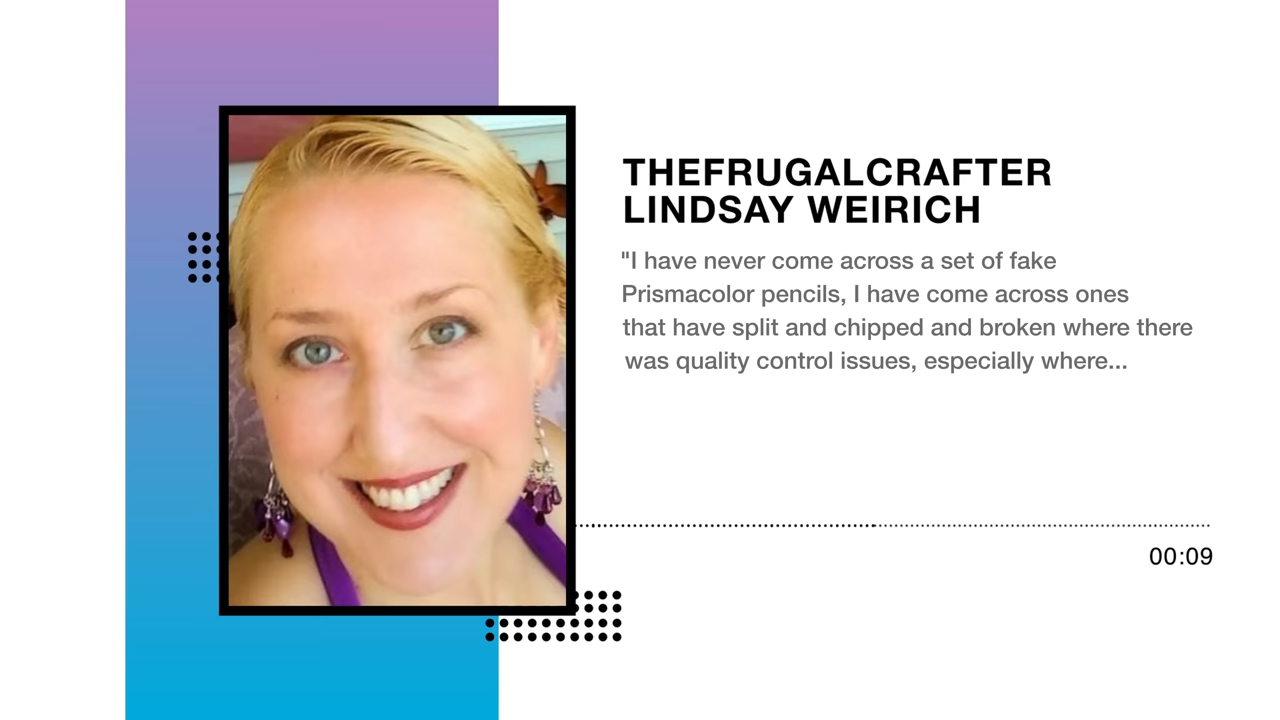 THEFRUGALCRAFTER
LINDSAY WEIRICH
"I have never come across a set of fake
Prismacolor pencils, I have come across ones
that have split and chipped and broken where there
was quality control issues, especially where...
00:09